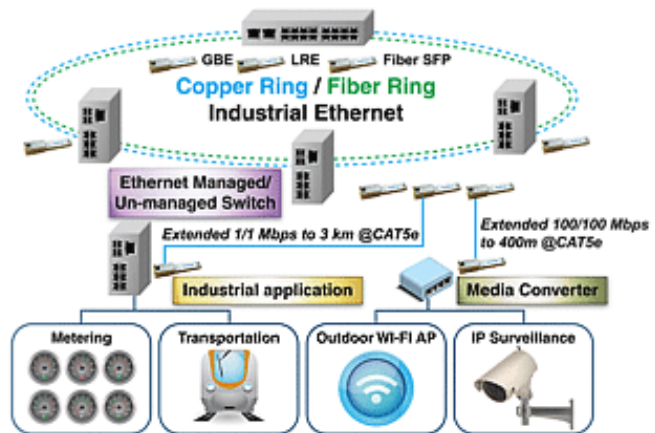 GBE LRE Fiber SFP
Copper Ring / Fiber Ring
Industrial Ethernet
Ethernet Managed/
Un-managed Switch
Extended 1/1 Mbps to 3 km @CAT5e
Extended 100/100 Mbps
to 400m @CAT5e
Industrial application
Media Converter
Metering
Transportation
Outdoor WI-FI AP
IP Surveillance